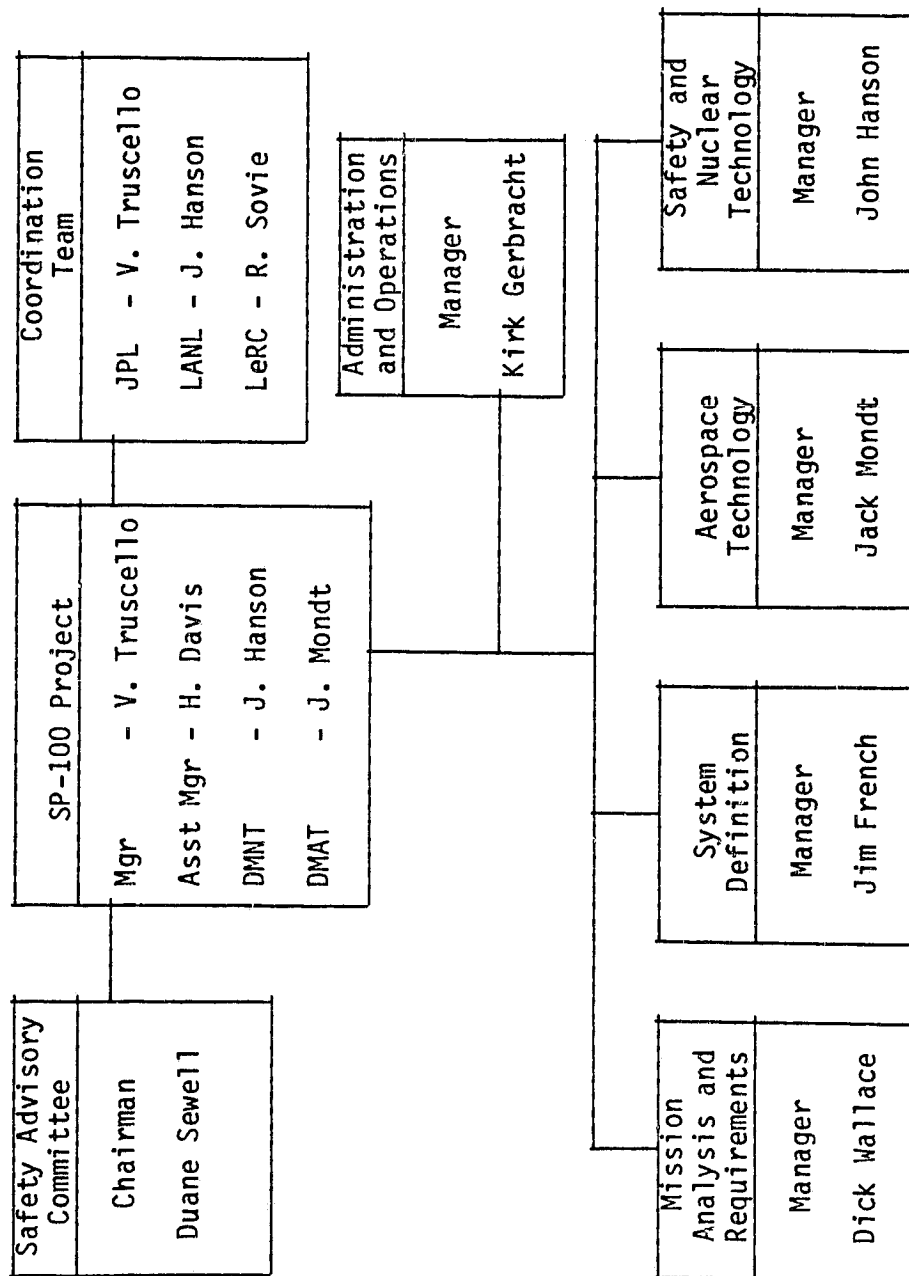 Safety Advisory
Committee
Chairman
Duane Sewell
SP-100 Project
Mgr - V. Truscello
Asst Mgr - H. Davis
DMNT - J. Hanson
DMAT - J. Mondt
Coordination
Team
JPL - V. Truscello
LANL - J. Hanson
LeRC - R. Sovie
Administration
and Operations
Manager
Kirk Gerbracht
Mission
Analysis and
Requirements
Manager
Dick Wallace
System
Definition
Manager
Jim French
Aerospace
Technology
Manager
Jack Mondt
Safety and
Nuclear
Technology
Manager
John Hanson